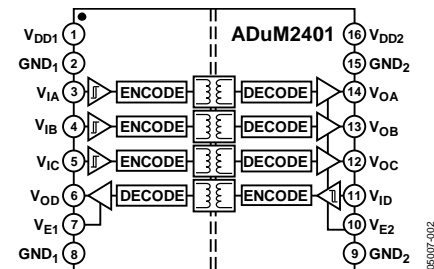 ADuM2401
VDD1 1 16 VDD2
GND1 2 15 GND2
VIA 3 ENCODE DECODE 14 VOA
VIB 4 ENCODE DECODE 13 VOB
VIC 5 ENCODE DECODE 12 VOC
VOD 6 DECODE ENCODE 11 VID
VE1 7 10 VE2
GND1 8 9 GND2
05007-002